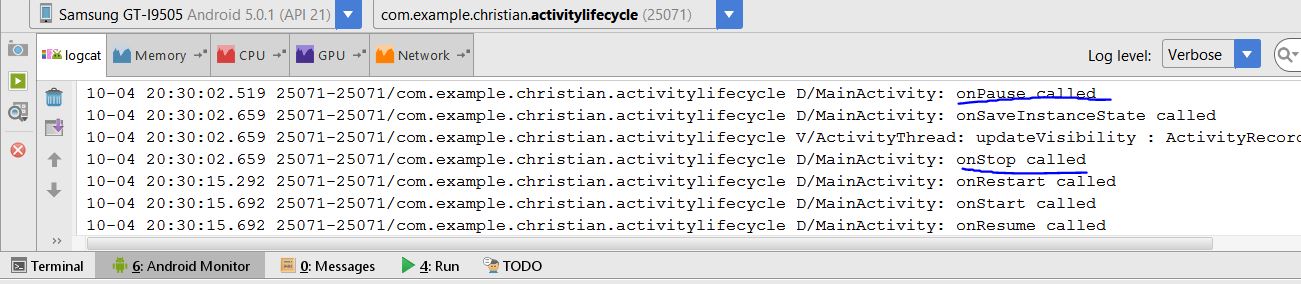 Samsung GT-I9505 Android 5.0.1 (API 21) com.example.christian.activitylifecycle (25071)
logcat Memory CPU GPU Network Log level: Verbose
10-04 20:30:02.519 25071-25071/com.example.christian.activitylifecycle D/MainActivity: onPause called
10-04 20:30:02.659 25071-25071/com.example.christian.activitylifecycle D/MainActivity: onSaveInstanceState called
10-04 20:30:02.659 25071-25071/com.example.christian.activitylifecycle V/ActivityThread: updateVisibility : ActivityRecorc
10-04 20:30:02.659 25071-25071/com.example.christian.activitylifecycle D/MainActivity: onStop called
10-04 20:30:15.292 25071-25071/com.example.christian.activitylifecycle D/MainActivity: onRestart called
10-04 20:30:15.692 25071-25071/com.example.christian.activitylifecycle D/MainActivity: onStart called
10-04 20:30:15.692 25071-25071/com.example.christian.activitylifecycle D/MainActivity: onResume called
Terminal 6: Android Monitor 0: Messages 4: Run TODO